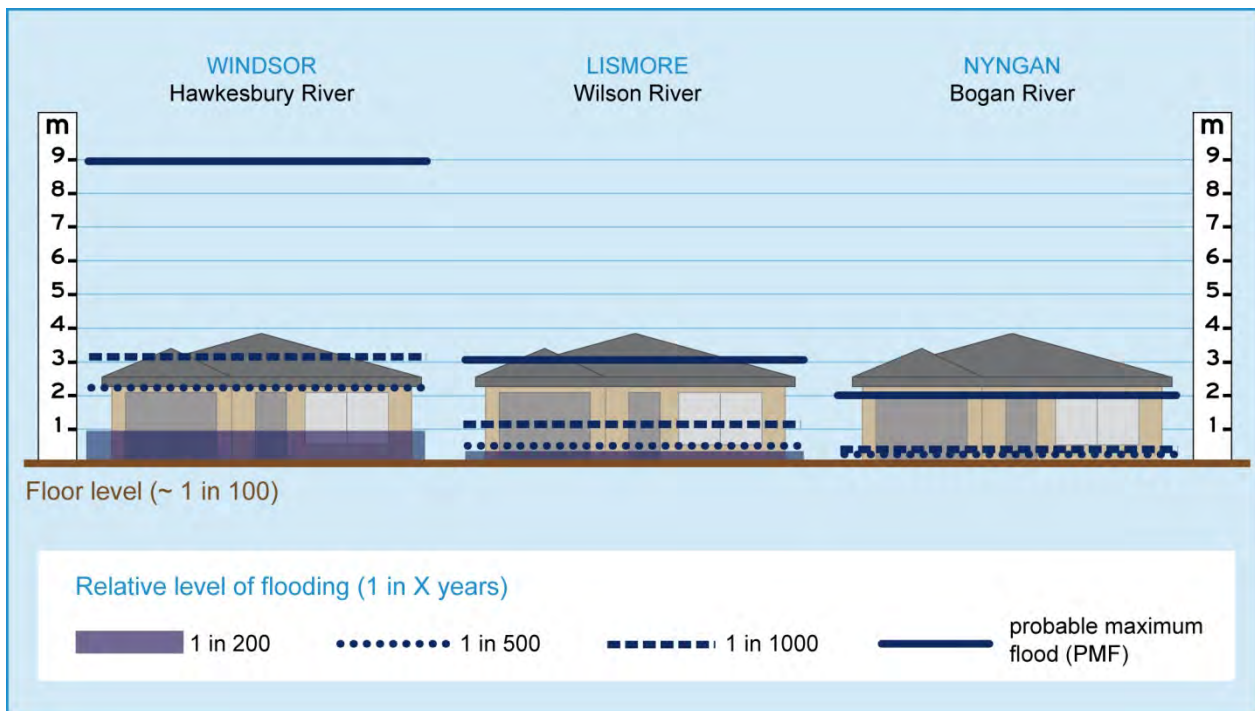 WINDSOR
Hawkesbury River
LISMORE
Wilson River
NYNGAN
Bogan River
m
9
8
7
6
5
4
3
2
1
m
9
8
7
6
5
4
3
2
1
Floor level (~ 1 in 100)
Relative level of flooding (1 in X years)
1 in 200
1 in 500
1 in 1000
probable maximum
flood (PMF)